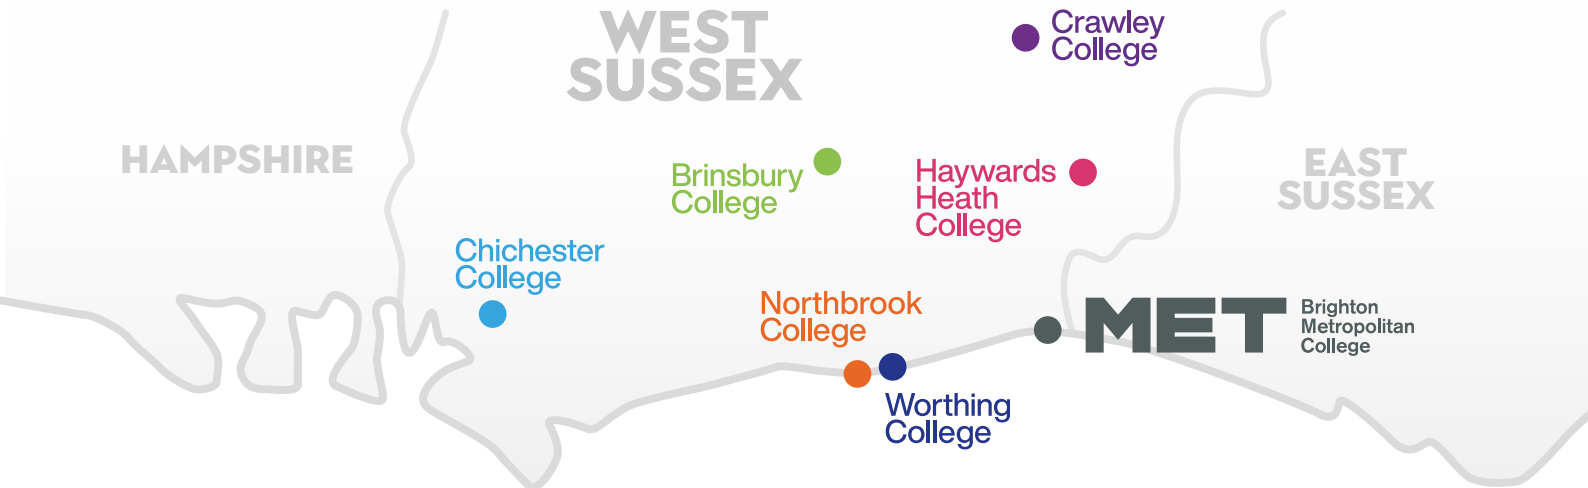 WEST
SUSSEX
Crawley
College
HAMPSHIRE
Brinsbury
College
Haywards
Heath
College
EAST
SUSSEX
Chichester
College
Northbrook
College
MET
Brighton
Metropolitan
College
Worthing
College